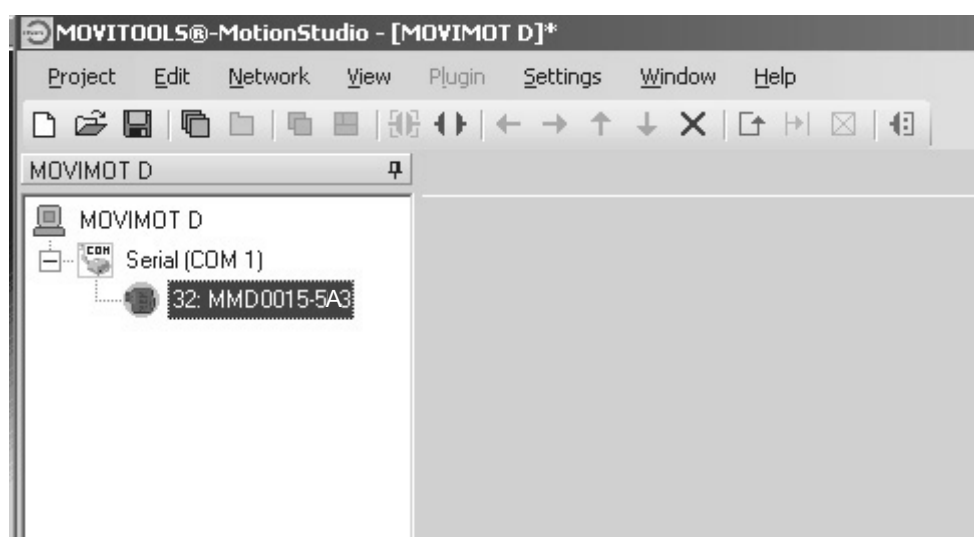 MOVITOOLS®-MotionStudio - [MOVIMOT D]*
Project Edit Network View Plugin Settings Window Help
MOVIMOT D
MOVIMOT D
COM
Serial (COM 1)
32: MMD0015-5A3